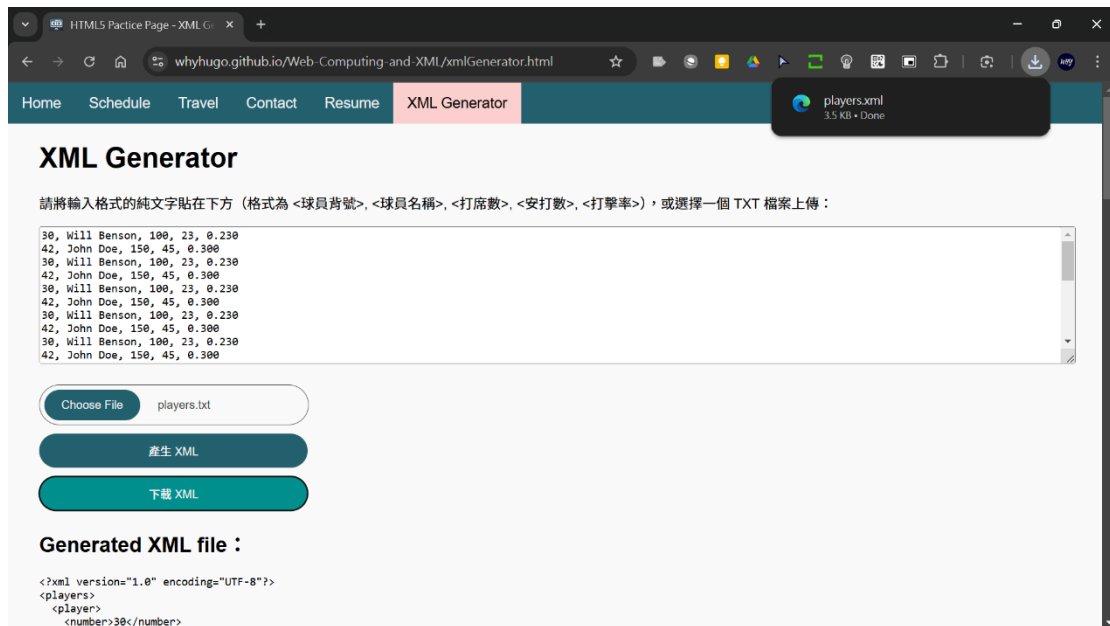 HTML5 Pactice Page - XML Ge
whyhugo.github.io/Web-Computing-and-XML/xmlGenerator.html
Home Schedule Travel Contact Resume XML Generator
players.xml
3.5 KB • Done
XML Generator
請將輸入格式的純文字貼在下方（格式為 <球員背號>, <球員名稱>, <打席數>, <安打數>, <打擊率>），或選擇一個 TXT 檔案上傳：
30, Will Benson, 100, 23, 0.230
42, John Doe, 150, 45, 0.300
30, Will Benson, 100, 23, 0.230
42, John Doe, 150, 45, 0.300
30, Will Benson, 100, 23, 0.230
42, John Doe, 150, 45, 0.300
30, Will Benson, 100, 23, 0.230
42, John Doe, 150, 45, 0.300
30, Will Benson, 100, 23, 0.230
42, John Doe, 150, 45, 0.300
Choose File players.txt
產生 XML
下載 XML
Generated XML file：
<?xml version="1.0" encoding="UTF-8"?>
<players>
<player>
<number>30</number>